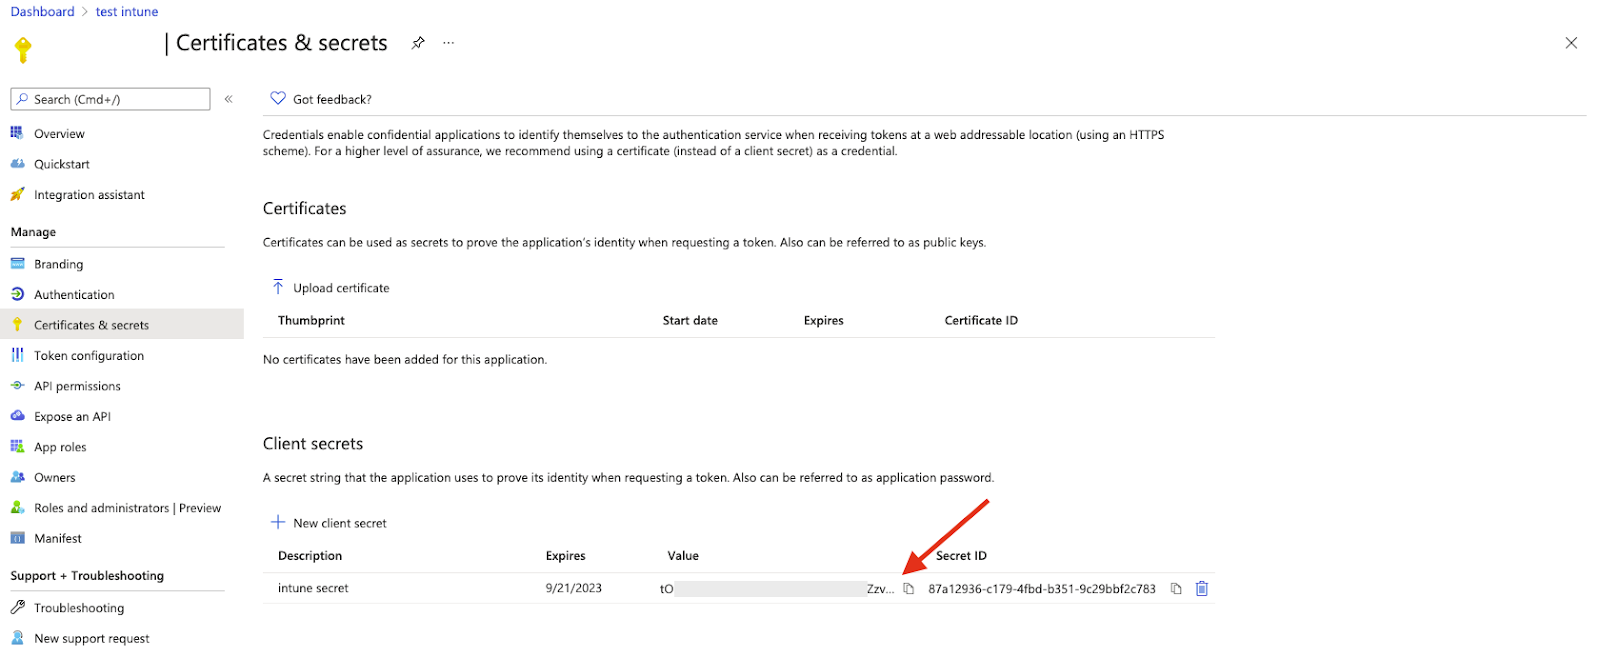 Dashboard > test intune
| Certificates & secrets ...
Search (Cmd+/) «
Overview
Quickstart
Integration assistant
Manage
Branding
Authentication
Certificates & secrets
Token configuration
API permissions
Expose an API
App roles
Owners
Roles and administrators | Preview
Manifest
Support + Troubleshooting
Troubleshooting
New support request
Got feedback?
Credentials enable confidential applications to identify themselves to the authentication service when receiving tokens at a web addressable location (using an HTTPS
scheme). For a higher level of assurance, we recommend using a certificate (instead of a client secret) as a credential.
Certificates
Certificates can be used as secrets to prove the application's identity when requesting a token. Also can be referred to as public keys.
Upload certificate
Thumbprint Start date Expires Certificate ID
No certificates have been added for this application.
Client secrets
A secret string that the application uses to prove its identity when requesting a token. Also can be referred to as application password.
New client secret
Description Expires Value Secret ID
intune secret 9/21/2023 tO Zzv... 87a12936-c179-4fbd-b351-9c29bbf2c783